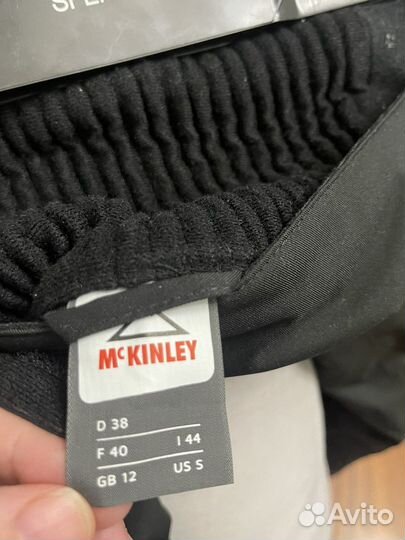 McKINLEY
D 38
F 40 I 44
GB 12 US S
Avito